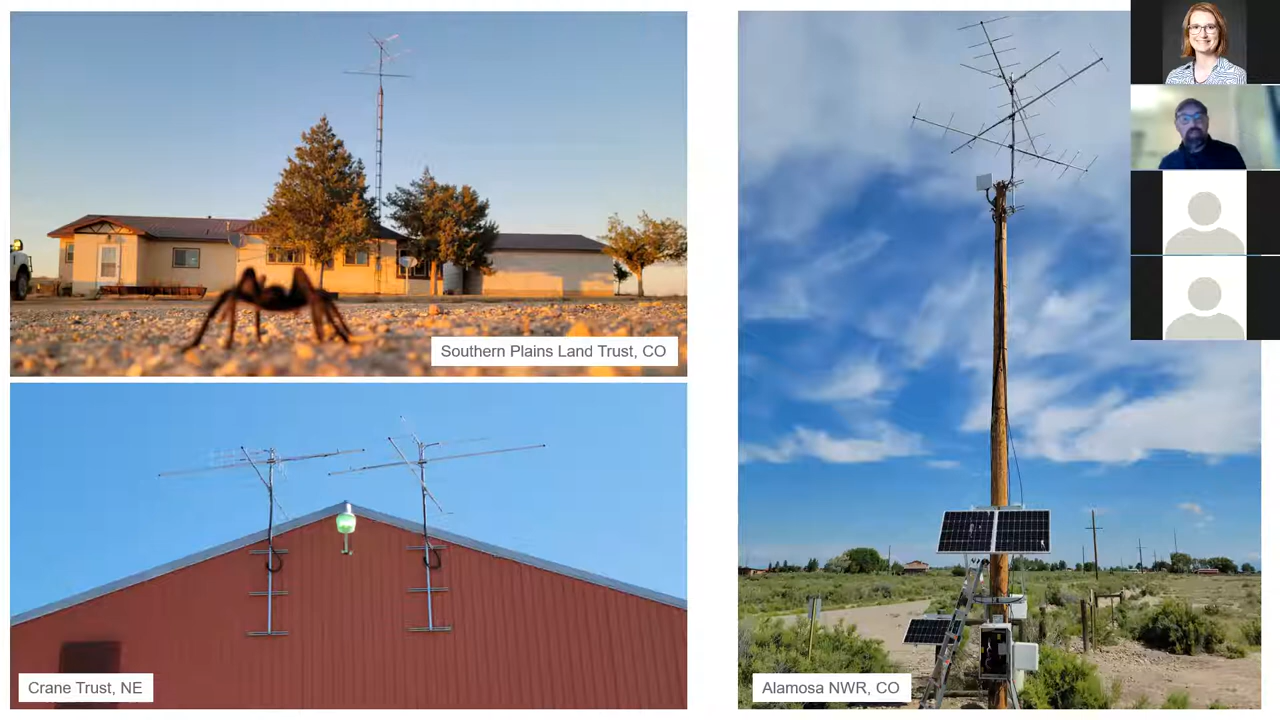 Southern Plains Land Trust, CO
Crane Trust, NE
Alamosa NWR, CO